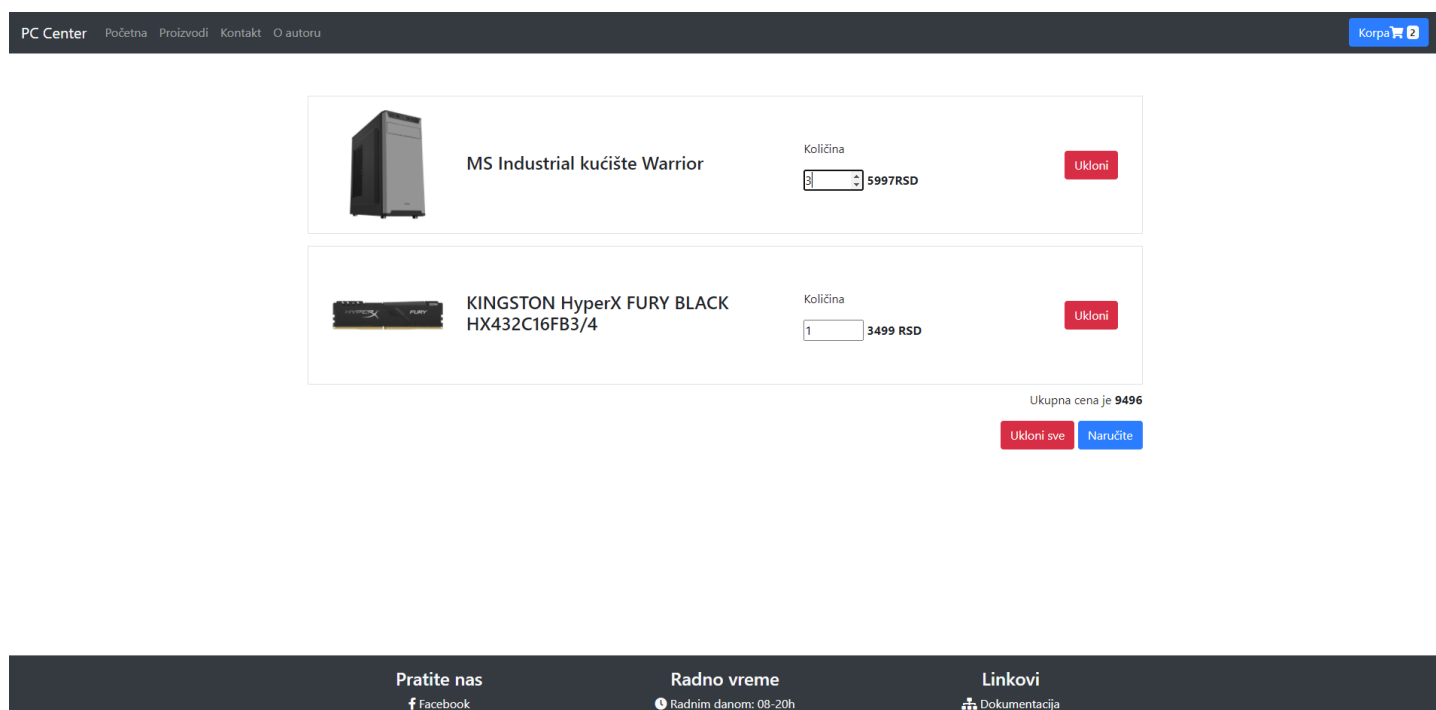 PC Center Početna Proizvodi Kontakt O autoru Korpa 2
MS Industrial kućište Warrior
Količina
3 5997RSD
Ukloni
KINGSTON HyperX FURY BLACK
HX432C16FB3/4
Količina
1 3499 RSD
Ukloni
Ukupna cena je 9496
Ukloni sve Naručite
Pratite nas Radno vreme Linkovi
Facebook Radnim danom: 08-20h Dokumentacija